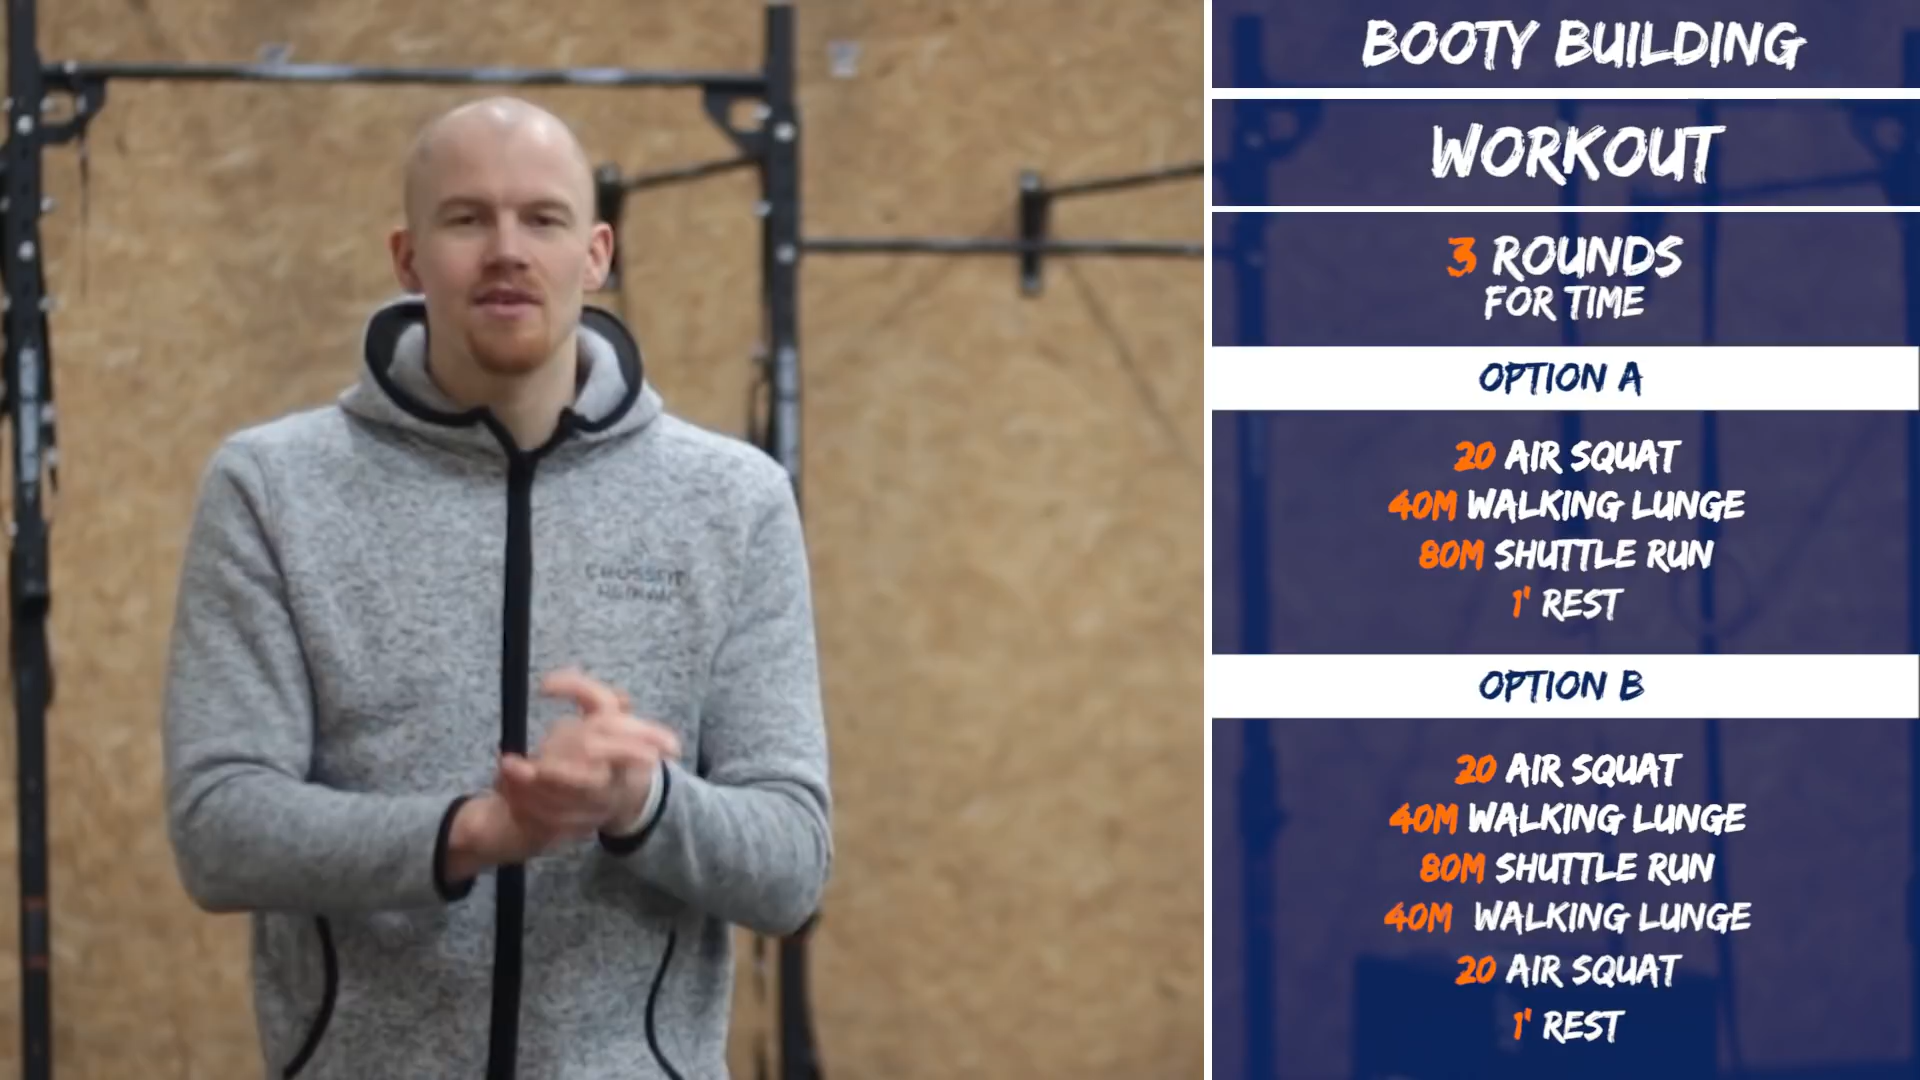 BOOTY BUILDING
WORKOUT
3 ROUNDS
FOR TIME
OPTION A
20 AIR SQUAT
40M WALKING LUNGE
80M SHUTTLE RUN
1' REST
OPTION B
20 AIR SQUAT
40M WALKING LUNGE
80M SHUTTLE RUN
40M WALKING LUNGE
20 AIR SQUAT
1' REST
CROSSFIT